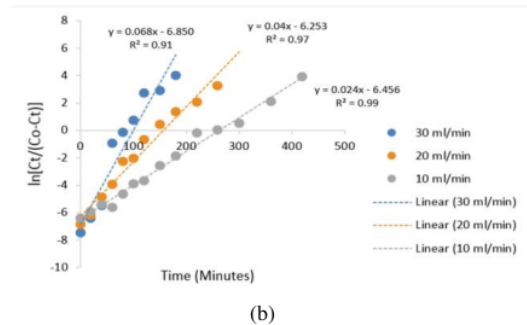 8
6
4
2
0
-2
-4
-6
-8
-10
0
100
200
300
400
500
y = 0.068x - 6.850
R² = 0.91
y = 0.04x - 6.253
R² = 0.97
y = 0.024x - 6.456
R² = 0.99
ln[Ct/(Co-Ct)]
Time (Minutes)
30 ml/min
20 ml/min
10 ml/min
Linear (30 ml/min)
Linear (20 ml/min)
Linear (10 ml/min)
(b)